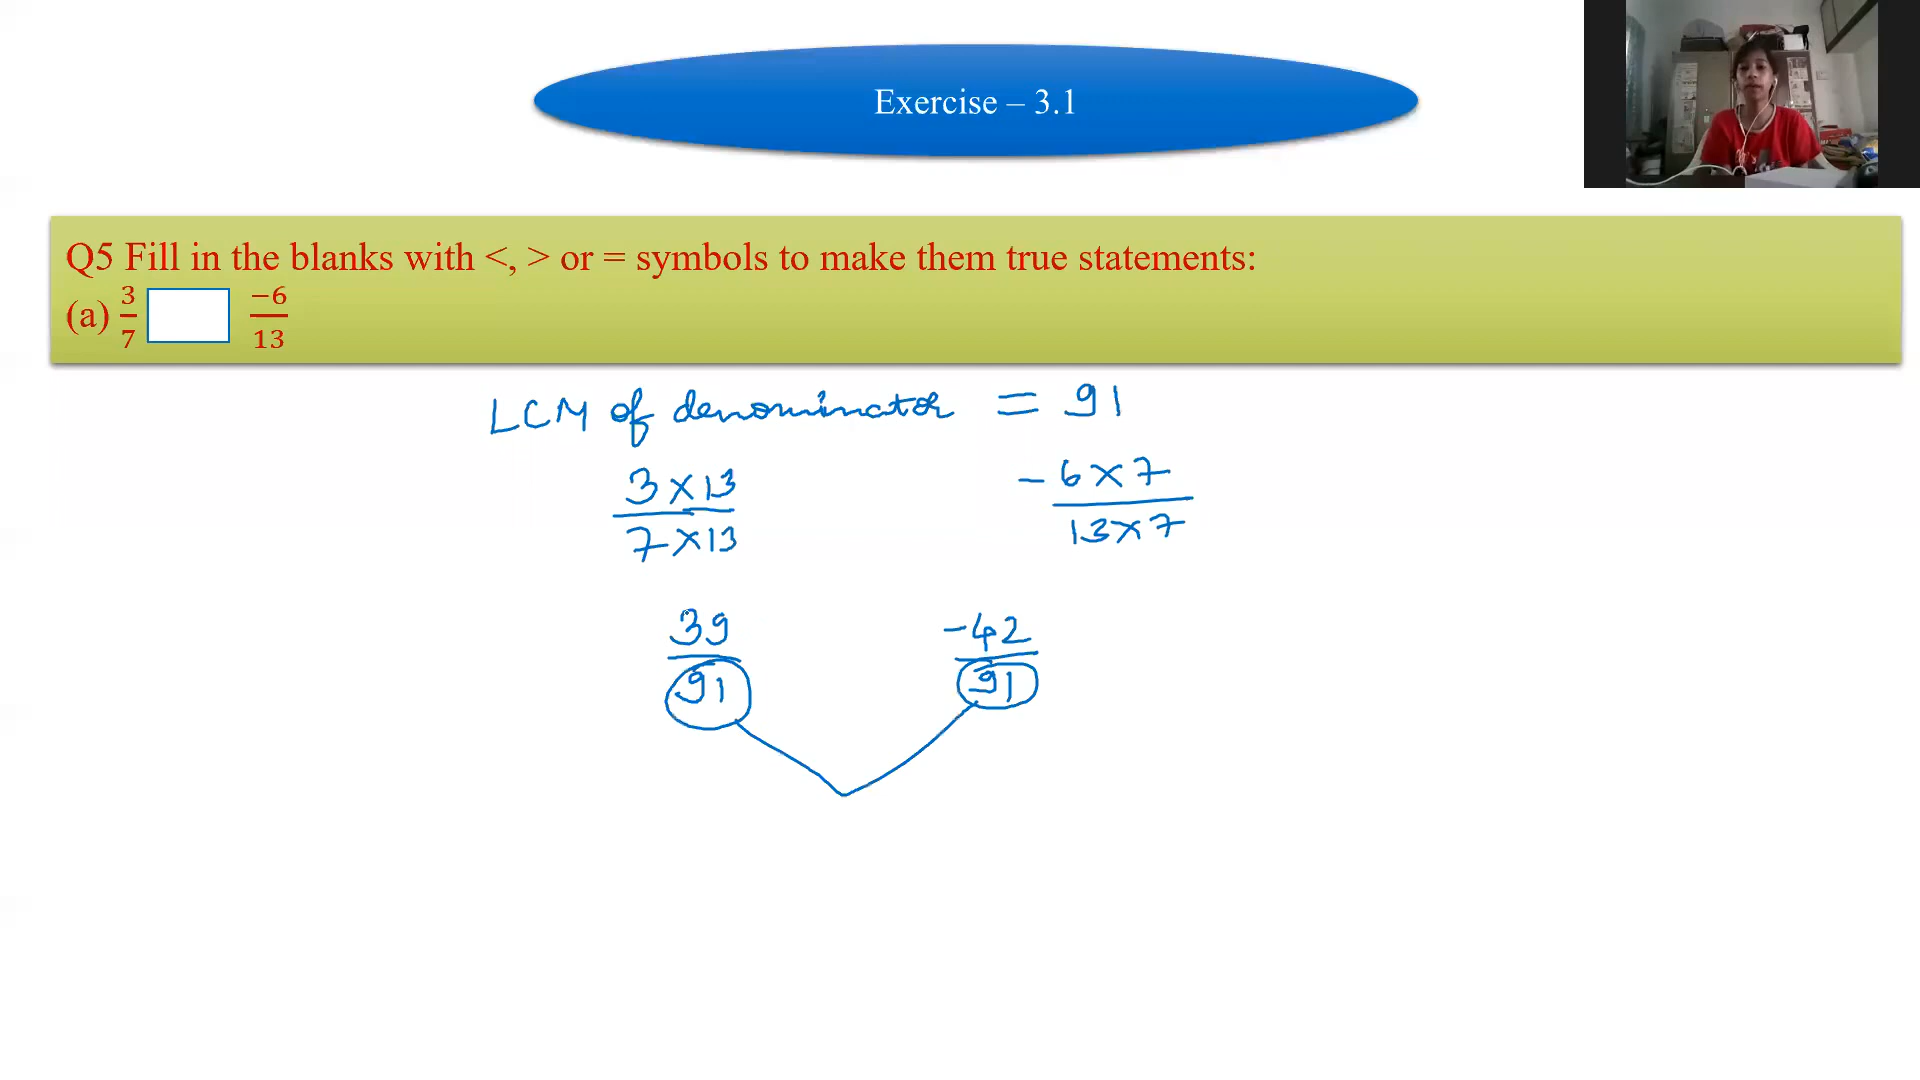 Exercise – 3.1
Q5 Fill in the blanks with <, > or = symbols to make them true statements:
(a) 3/7 □ −6/13
LCM of denominator = 91
3×13/7×13 -6×7/13×7
39/91 -42/91